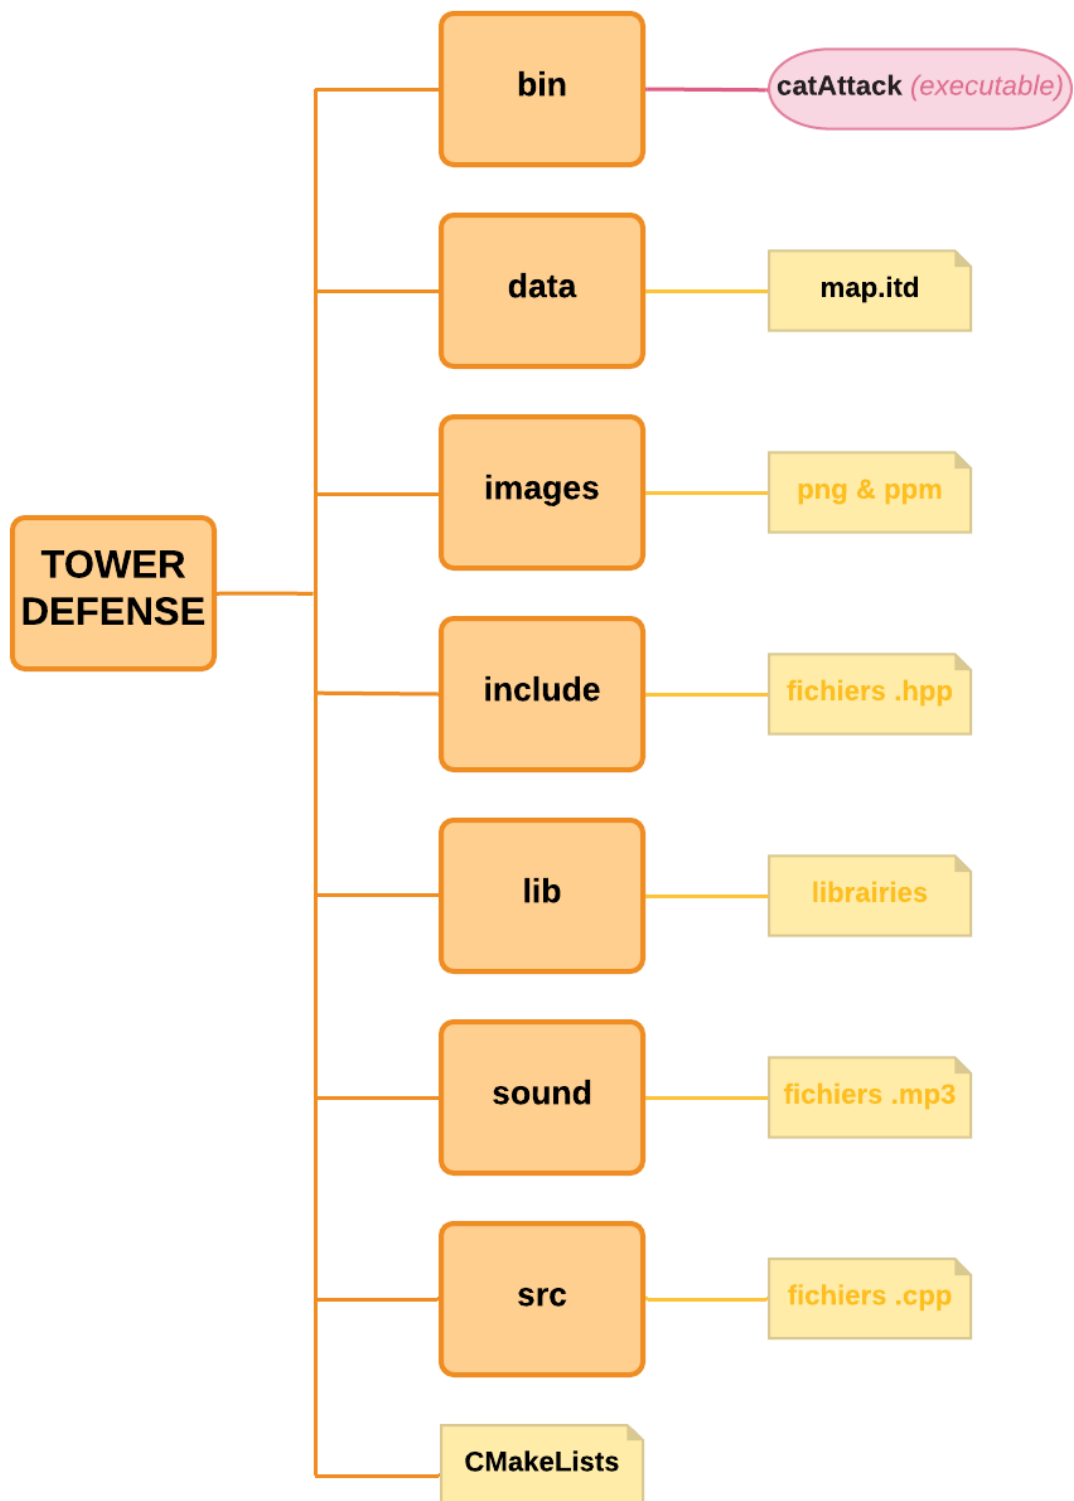 bin
catAttack (executable)
data
map.itd
images
png & ppm
TOWER
DEFENSE
include
fichiers .hpp
lib
librairies
sound
fichiers .mp3
src
fichiers .cpp
CMakeLists